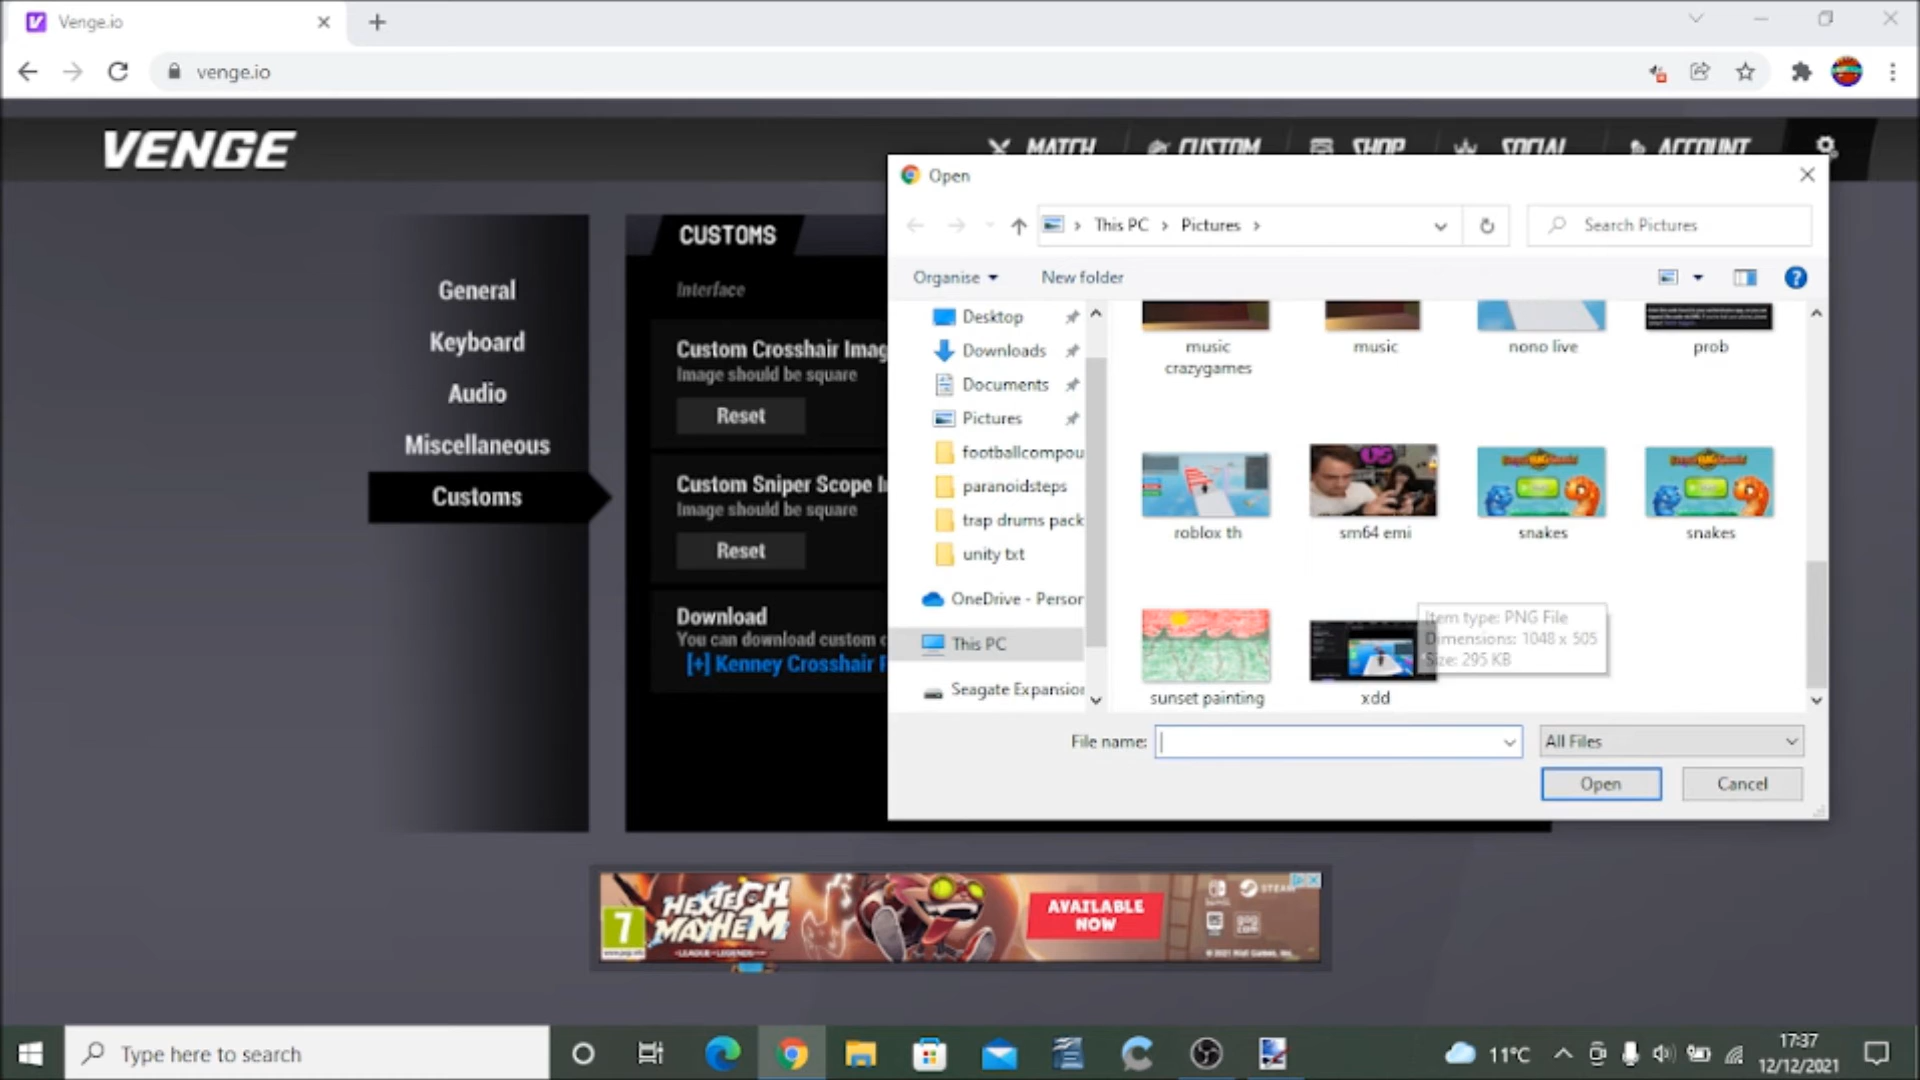 Venge.io
venge.io
VENGE
MATCH
CUSTOM
SHOP
SOCIAL
ACCOUNT
General
Keyboard
Audio
Miscellaneous
Customs
CUSTOMS
Interface
Custom Crosshair Imag
Image should be square
Reset
Custom Sniper Scope I
Image should be square
Reset
Download
You can download custom
[+] Kenney Crosshair
Open
This PC
Pictures
Search Pictures
Organise
New folder
Desktop
Downloads
Documents
Pictures
footballcompou
paranoidsteps
trap drums pack
unity txt
OneDrive - Person
This PC
Seagate Expansion
music
crazygames
music
nono live
prob
roblox th
sm64 emi
snakes
snakes
sunset painting
xdd
Item type: PNG File
Dimensions: 1048 x 505
Size: 295 KB
File name:
All Files
Open
Cancel
7
HEXTECH
MAYHEM
AVAILABLE
NOW
STEAM
gog
com
Type here to search
11°C
17:37
12/12/2021